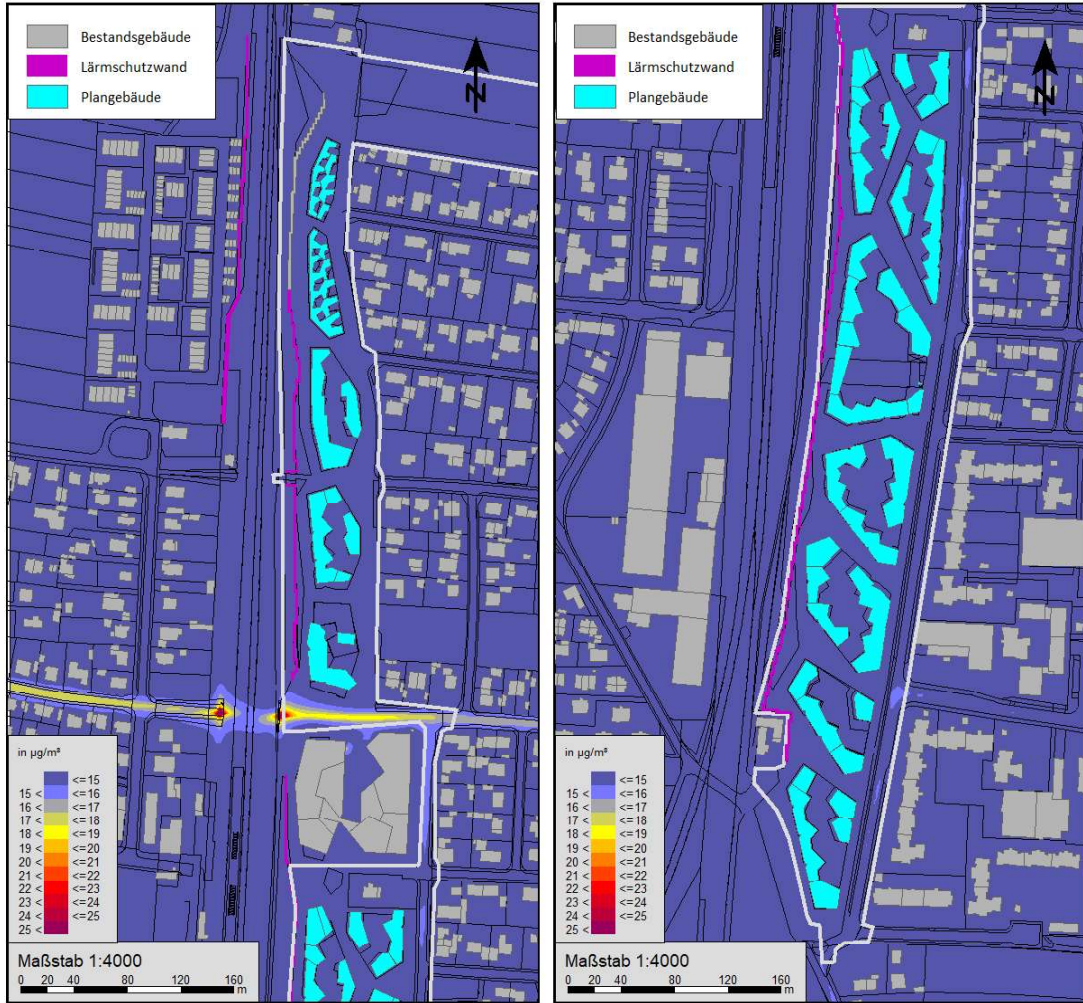 Bestandsgebäude
Lärmschutzwand
Plangebäude
N
in µg/m³
<=15
15 < <=16
16 < <=17
17 < <=18
18 < <=19
19 < <=20
20 < <=21
21 < <=22
22 < <=23
23 < <=24
24 < <=25
25 <
Maßstab 1:4000
0 20 40 80 120 160
m
Bestandsgebäude
Lärmschutzwand
Plangebäude
N
in µg/m³
<=15
15 < <=16
16 < <=17
17 < <=18
18 < <=19
19 < <=20
20 < <=21
21 < <=22
22 < <=23
23 < <=24
24 < <=25
25 <
Maßstab 1:4000
0 20 40 80 120 160
m